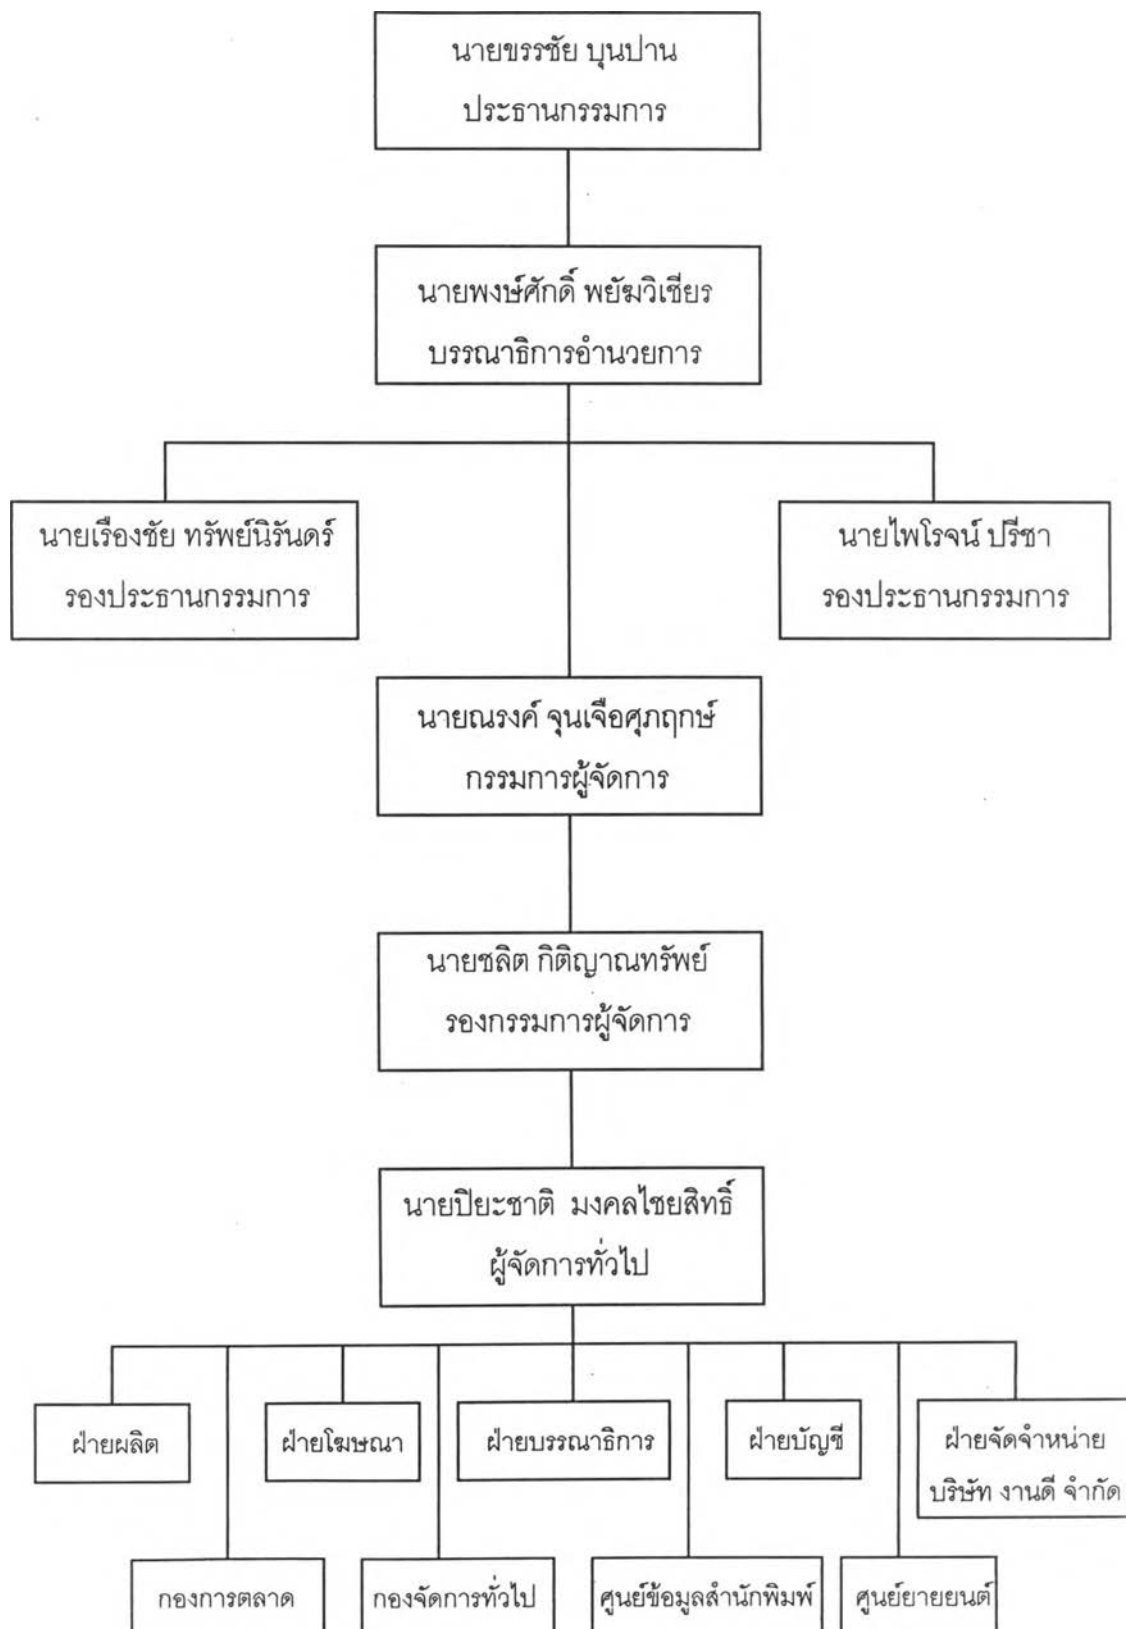 นายขรรชัย บุนปาน
ประธานกรรมการ
นายพงษ์ศักดิ์ พยัฆวิเชียร
บรรณาธิการอำนวยการ
นายเรืองชัย ทรัพย์นิรันดร์
รองประธานกรรมการ
นายไพโรจน์ ปรีชา
รองประธานกรรมการ
นายณรงค์ จุนเจือศุภฤกษ์
กรรมการผู้จัดการ
นายชลิต กิติญาณทรัพย์
รองกรรมการผู้จัดการ
นายปิยะชาติ มงคลไชยสิทธิ์
ผู้จัดการทั่วไป
ฝ่ายผลิต
ฝ่ายโฆษณา
ฝ่ายบรรณาธิการ
ฝ่ายบัญชี
ฝ่ายจัดจำหน่าย
บริษัท งานดี จำกัด
กองการตลาด
กองจัดการทั่วไป
ศูนย์ข้อมูลสำนักพิมพ์
ศูนย์ยายยนต์